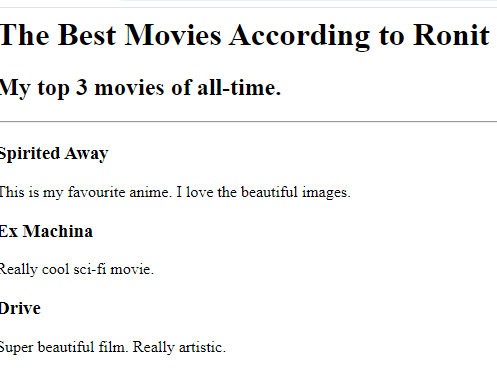 The Best Movies According to Ronit
My top 3 movies of all-time.
Spirited Away
This is my favourite anime. I love the beautiful images.
Ex Machina
Really cool sci-fi movie.
Drive
Super beautiful film. Really artistic.